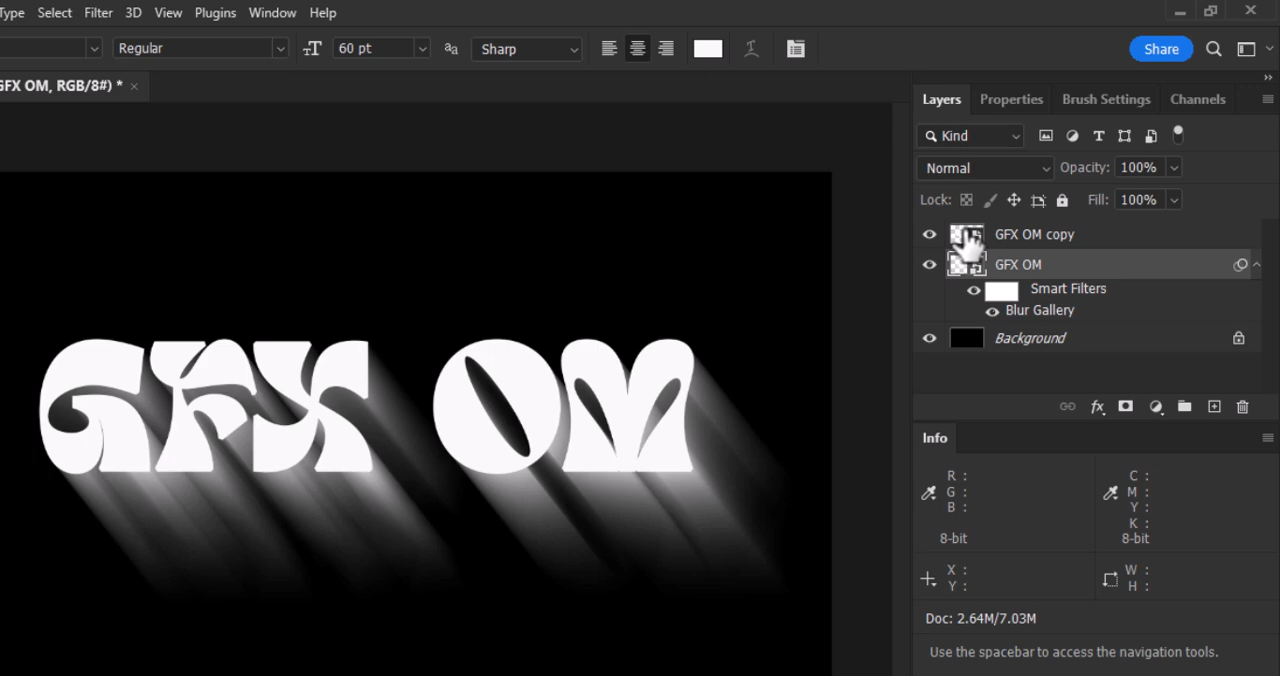 Type Select Filter 3D View Plugins Window Help
Regular 60 pt aa Sharp Share
GFX OM, RGB/8#) * ×
Layers Properties Brush Settings Channels
Kind
Normal Opacity: 100%
Lock: Fill: 100%
GFX OM copy
GFX OM
Smart Filters
Blur Gallery
Background
GFX OM
fx
Info
R : C :
G : M :
B : Y :
K :
8-bit 8-bit
X : W :
Y : H :
Doc: 2.64M/7.03M
Use the spacebar to access the navigation tools.